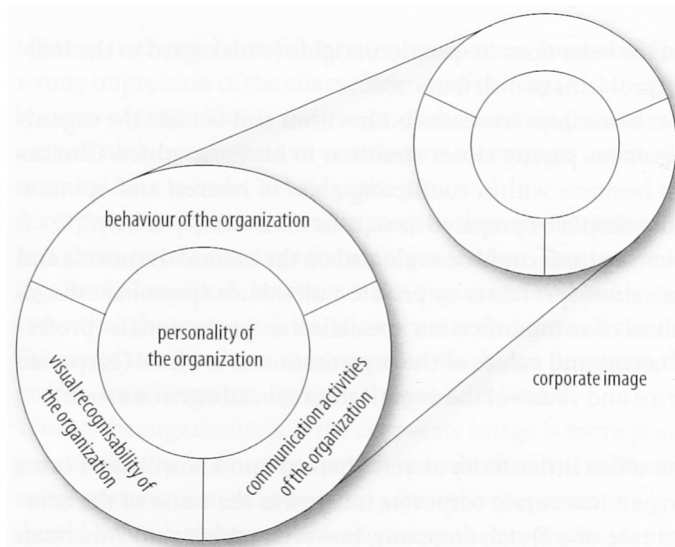 behaviour of the organization
personality of
the organization
visual recognisability of
the organization
communication activities
of the organization
corporate image